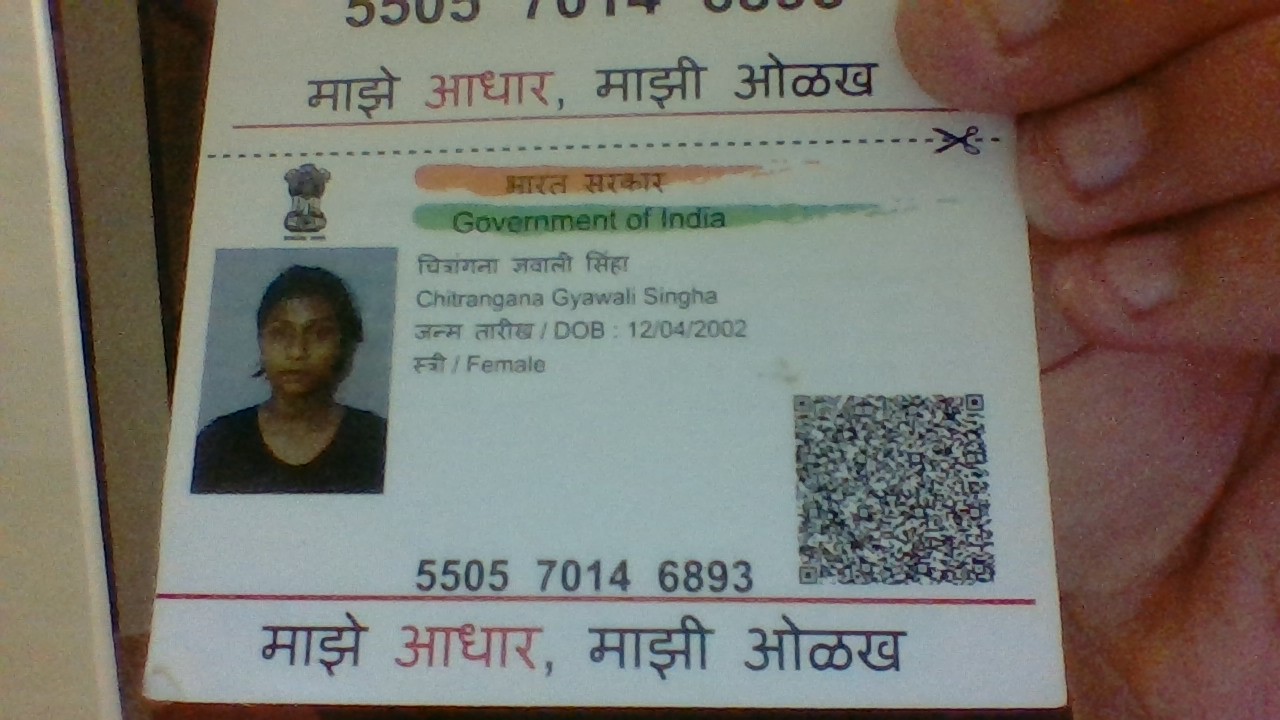 5505 7014
माझे आधार, माझी ओळख
भारत सरकार
Government of India
चित्रांगना ज्ञवाली सिंहा
Chitrangana Gyawali Singha
जन्म तारीख / DOB : 12/04/2002
स्त्री / Female
5505 7014 6893
माझे आधार, माझी ओळख